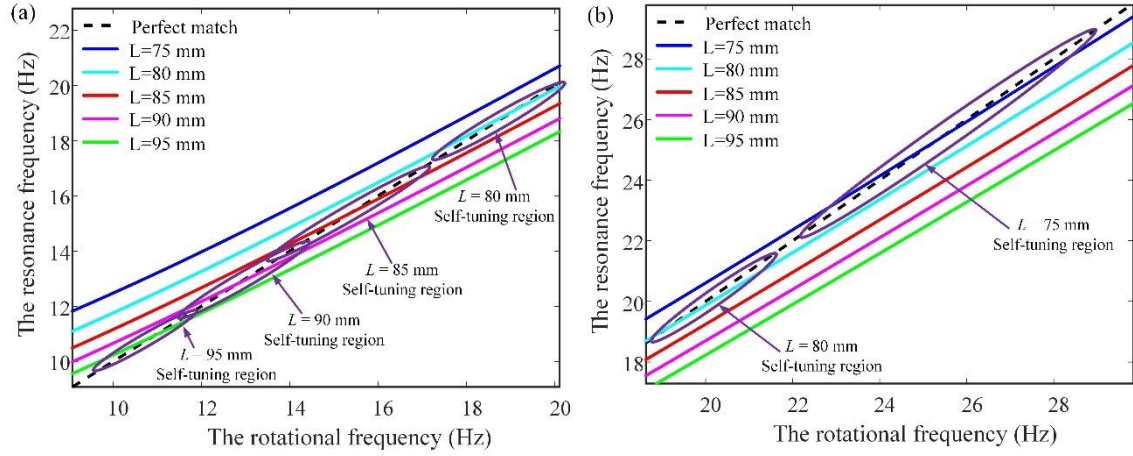 (a)
Perfect match
L=75 mm
L=80 mm
L=85 mm
L=90 mm
L=95 mm
22
20
18
16
14
12
10
The resonance frequency (Hz)
L = 80 mm
Self-tuning region
L = 85 mm
Self-tuning region
L = 90 mm
Self-tuning region
L – 95 mm
Self-tuning region
10 12 14 16 18 20
The rotational frequency (Hz)
(b)
Perfect match
L=75 mm
L=80 mm
L=85 mm
L=90 mm
L=95 mm
28
26
24
22
20
18
The resonance frequency (Hz)
L – 75 mm
Self-tuning region
L = 80 mm
Self-tuning region
20 22 24 26 28
The rotational frequency (Hz)